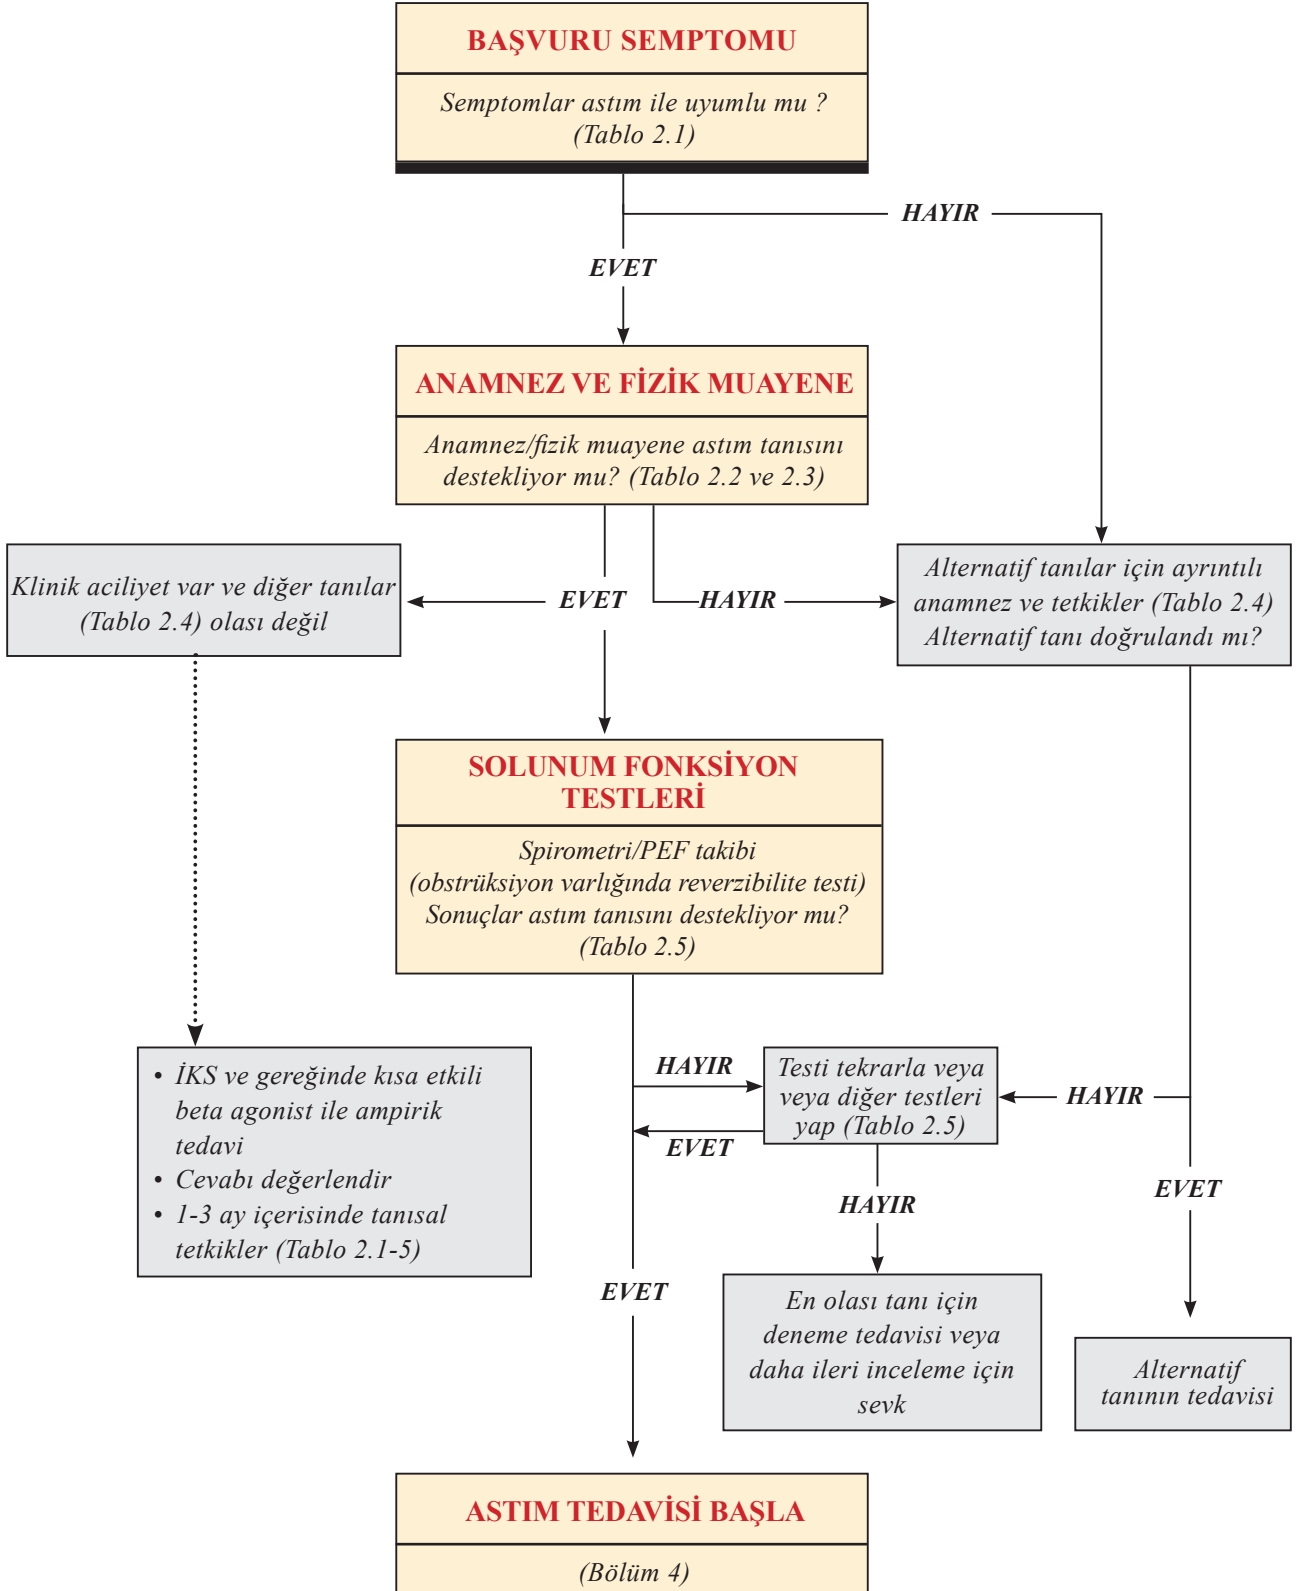 BAŞVURU SEMPTOMU
Semptomlar astım ile uyumlu mu ?
(Tablo 2.1)
HAYIR
EVET
ANAMNEZ VE FİZİK MUAYENE
Anamnez/fizik muayene astım tanısını
destekliyor mu? (Tablo 2.2 ve 2.3)
Klinik aciliyet var ve diğer tanılar
(Tablo 2.4) olası değil
EVET
HAYIR
Alternatif tanılar için ayrıntılı
anamnez ve tetkikler (Tablo 2.4)
Alternatif tanı doğrulandı mı?
SOLUNUM FONKSİYON
TESTLERİ
Spirometri/PEF takibi
(obstrüksiyon varlığında reverzibilite testi)
Sonuçlar astım tanısını destekliyor mu?
(Tablo 2.5)
• İKS ve gereğinde kısa etkili
beta agonist ile ampirik
tedavi
• Cevabı değerlendir
• 1-3 ay içerisinde tanısal
tetkikler (Tablo 2.1-5)
HAYIR
EVET
Testi tekrarla veya
veya diğer testleri
yap (Tablo 2.5)
HAYIR
HAYIR
EVET
EVET
En olası tanı için
deneme tedavisi veya
daha ileri inceleme için
sevk
Alternatif
tanının tedavisi
ASTIM TEDAVİSİ BAŞLA
(Bölüm 4)